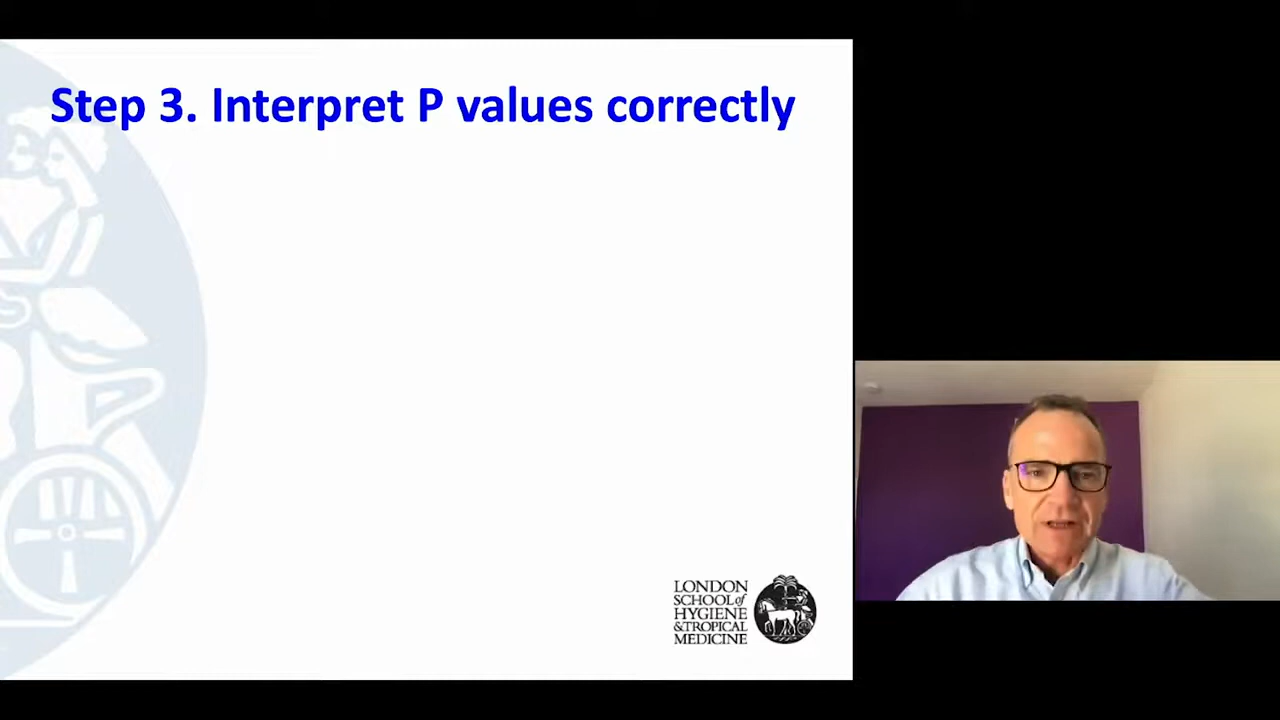 Step 3. Interpret P values correctly
LONDON
SCHOOL of
HYGIENE
& TROPICAL
MEDICINE